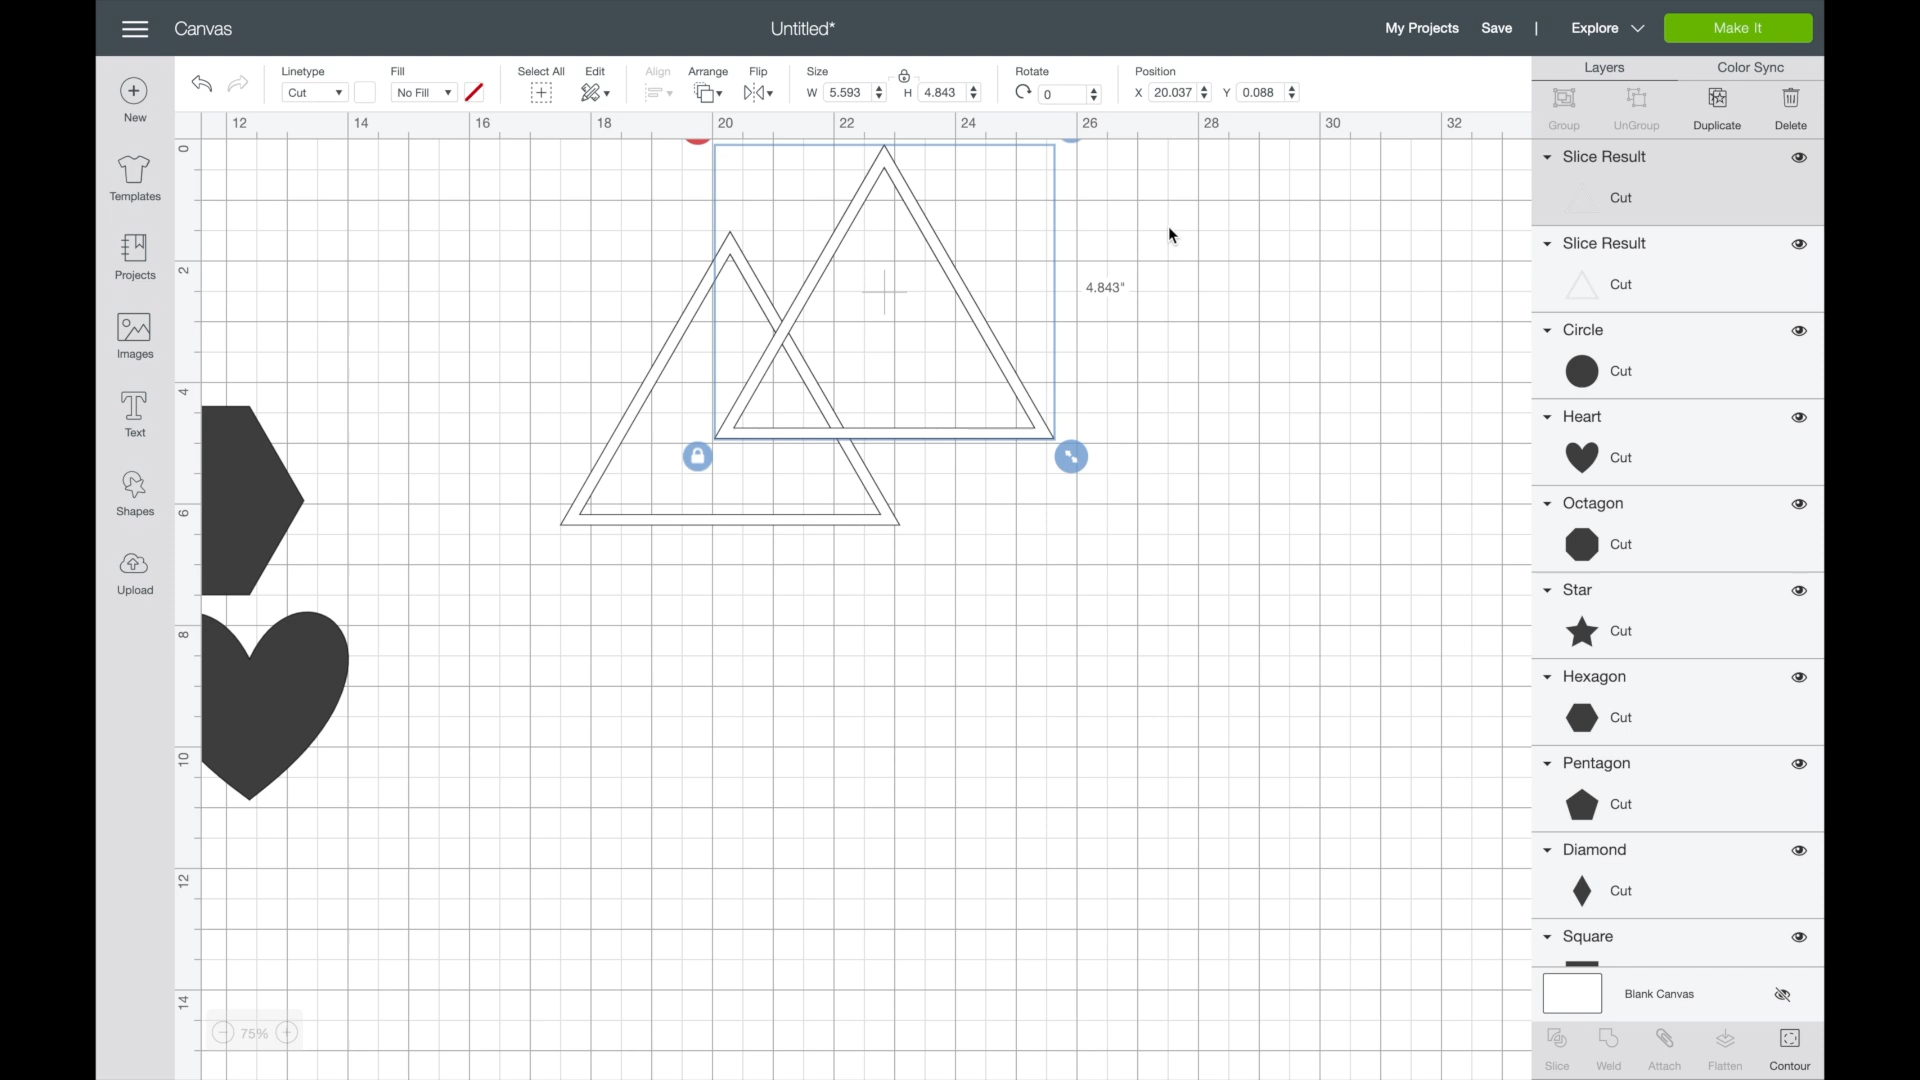 Canvas
Untitled*
My Projects Save | Explore Make It
Linetype Fill Select All Edit Align Arrange Flip Size Rotate Position
Cut No Fill W 5.593 H 4.843 0 X 20.037 Y 0.088
Layers Color Sync
Group UnGroup Duplicate Delete
New
Templates
Projects
Images
Text
Shapes
Upload
12 14 16 18 20 22 24 26 28 30 32
0
2
4
6
8
10
12
14
4.843"
75%
Slice Result
Cut
Slice Result
Cut
Circle
Cut
Heart
Cut
Octagon
Cut
Star
Cut
Hexagon
Cut
Pentagon
Cut
Diamond
Cut
Square
Blank Canvas
Slice Weld Attach Flatten Contour